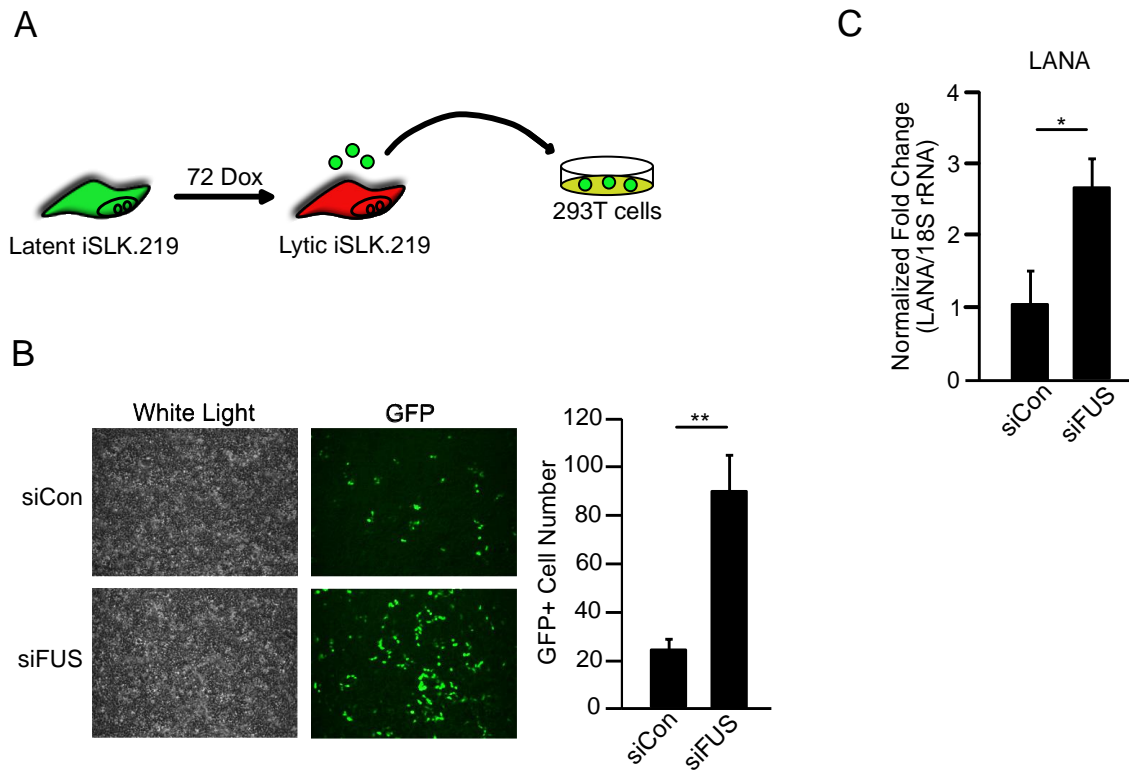 A
72 Dox
Latent iSLK.219
Lytic iSLK.219
293T cells
B
White Light
GFP
siCon
siFUS
GFP+ Cell Number
120
100
80
60
40
20
0
**
siCon
siFUS
C
LANA
Normalized Fold Change
(LANA/18S rRNA)
4
3
2
1
0
*
siCon
siFUS